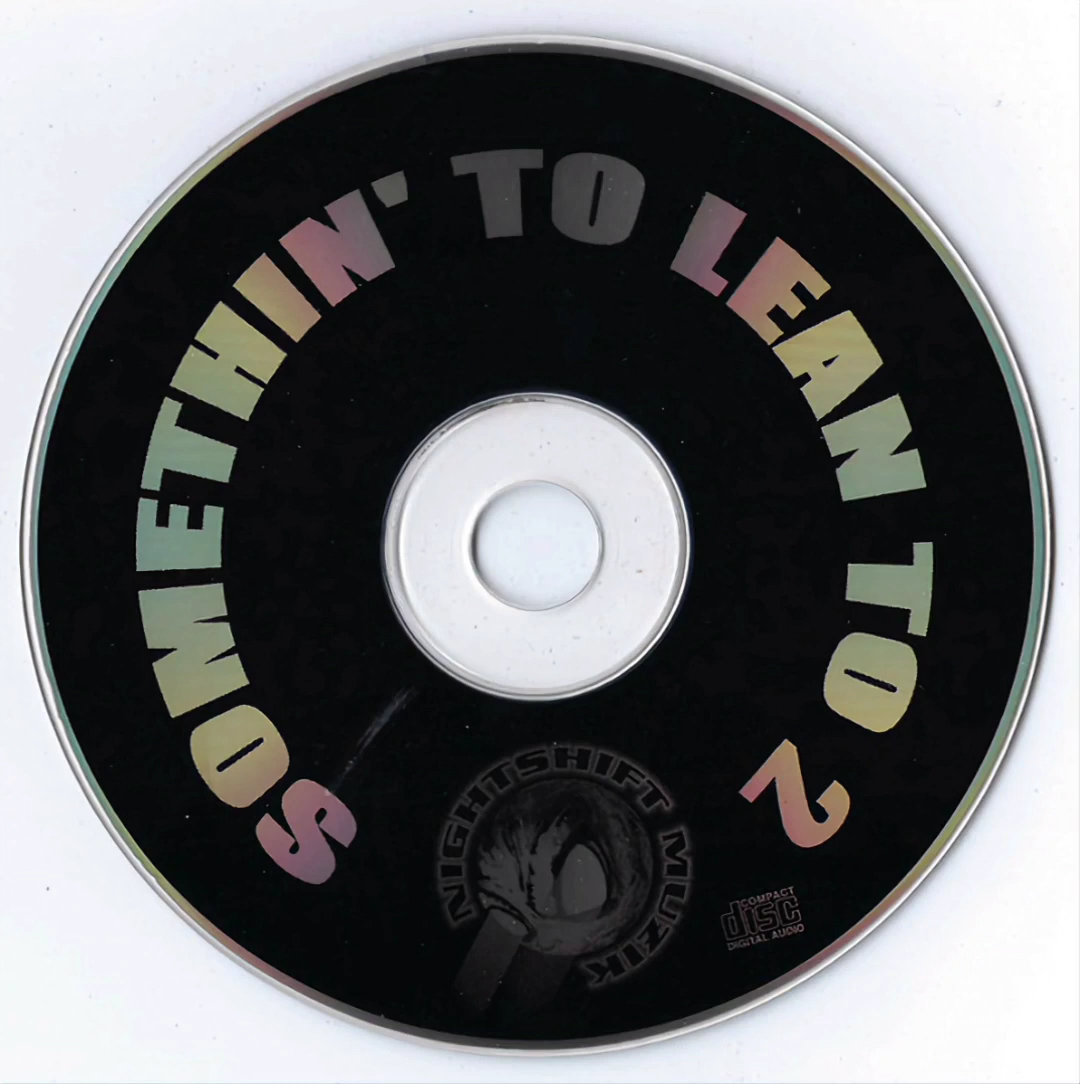 SOMETHIN' TO LEAN TO 2
NIGHTSHIFT MUZIK
COMPACT
disc
DIGITAL AUDIO